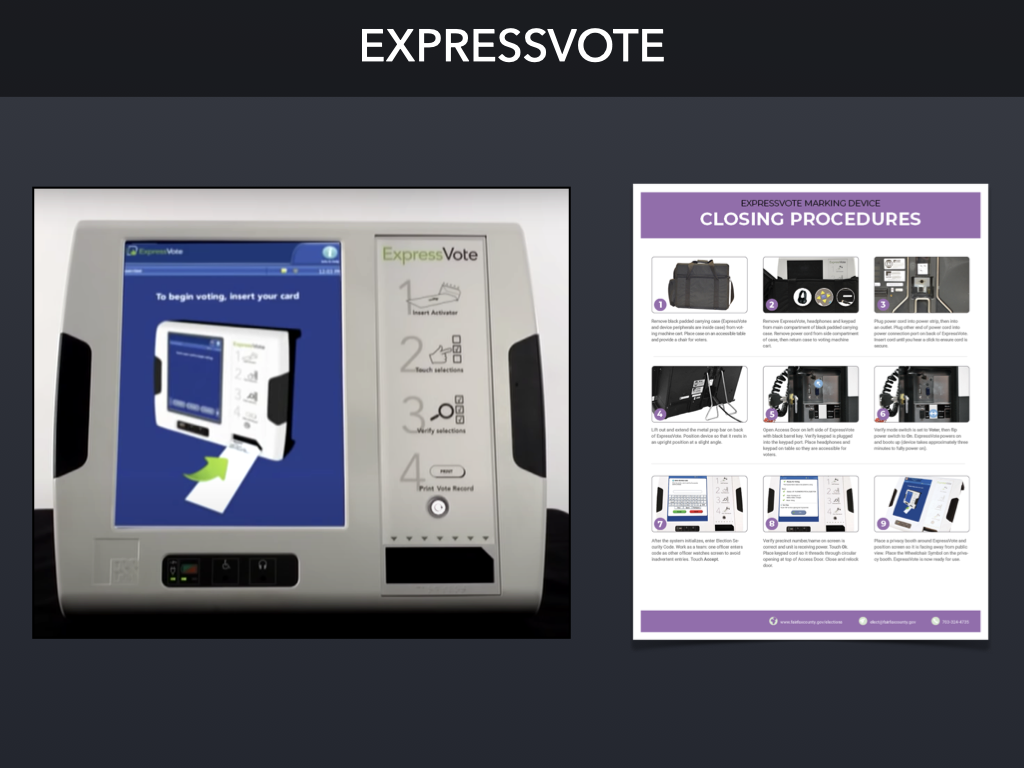 EXPRESSVOTE
ExpressVote
To begin voting, insert your card
ExpressVote
1
Insert Activator
2
Touch selections
3
Verify selections
4
PRINT
Print Vote Record
EXPRESSVOTE MARKING DEVICE
CLOSING PROCEDURES
1
2
3
Remove black padded carrying case (ExpressVote
and device peripherals are inside case) from vot-
ing machine cart. Place case on an accessible table
and provide a chair for voters.
Remove ExpressVote, headphones and keypad
from main compartment of black padded carrying
case. Remove power cord from side compartment
of case, then return case to voting machine
cart.
Plug power cord into power strip, then into
an outlet. Plug other end of power cord into
power connection port on back of ExpressVote.
Insert cord until you hear a click to ensure cord is
secure.
4
5
6
Lift out and extend the metal prop bar on back
of ExpressVote. Position device so that it rests in
an upright position at a slight angle.
Open Access Door on left side of ExpressVote
with black barrel key. Verify keypad is plugged
into the keypad port. Place headphones and
keypad on table so they are accessible for
voters.
Verify mode switch is set to Voter, then flip
power switch to On. ExpressVote powers on
and boots up (device takes approximately three
minutes to fully power on).
7
8
9
After the system initializes, enter Election Se-
curity Code. Work as a team: one officer enters
code as other officer watches screen to avoid
inadvertent entries. Touch Accept.
Verify precinct number/name on screen is
correct and unit is receiving power. Touch Ok.
Place keypad cord so it threads through circular
opening at top of Access Door. Close and relock
door.
Place a privacy booth around ExpressVote and
position screen so it is facing away from public
view. Place the Wheelchair Symbol on the priva-
cy booth. ExpressVote is now ready for use.
www.fairfaxcounty.gov/elections